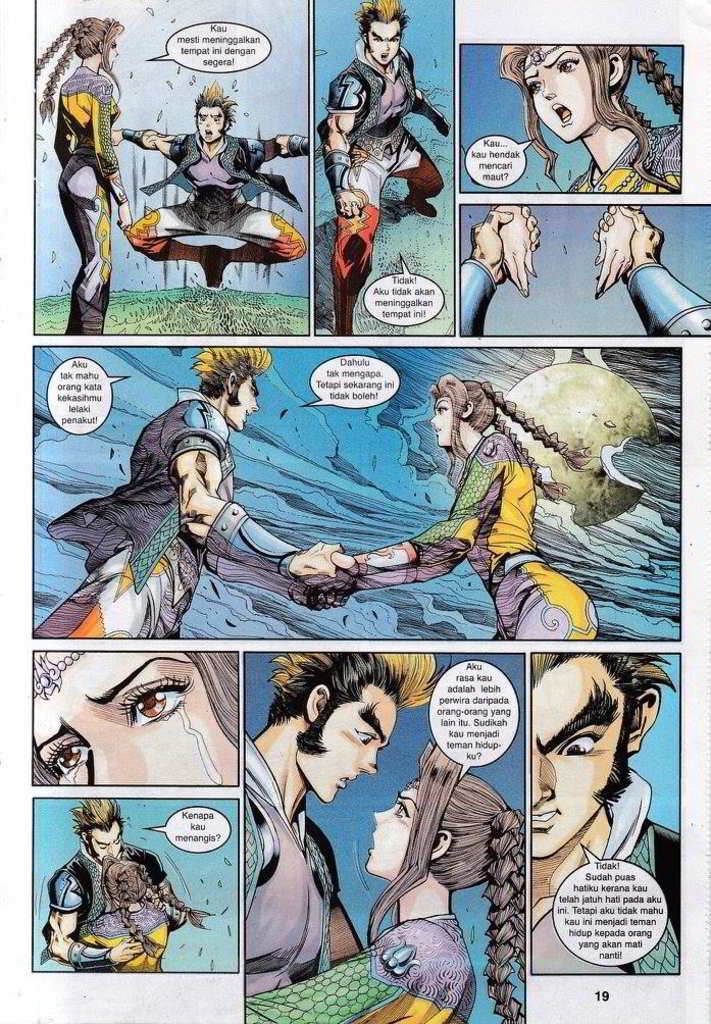 Kau
mesti meninggalkan
tempat ini dengan
segera!
Tidak!
Aku tidak akan
meninggalkan
tempat ini!
Kau...
kau hendak
mencari
maut?
Aku
tak mahu
orang kata
kekasihmu
lelaki
penakut!
Dahulu
tak mengapa.
Tetapi sekarang ini
tidak boleh!
Kenapa
kau
menangis?
Aku
rasa kau
adalah lebih
perwira daripada
orang-orang yang
lain itu. Sudikah
kau menjadi
teman hidup-
ku?
Tidak!
Sudah puas
hatiku kerana kau
telah jatuh hati pada aku
ini. Tetapi aku tidak mahu
kau ini menjadi teman
hidup kepada orang
yang akan mati
nanti!
19